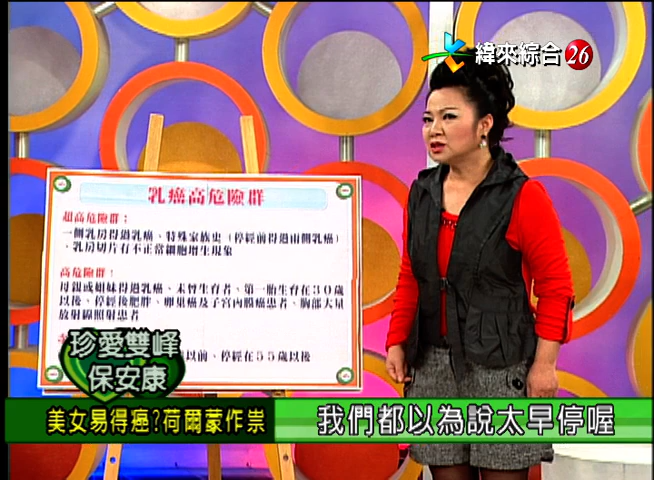 緯來綜合26
乳癌高危險群
超高危險群：
一側乳房得過乳癌、特殊家族史（停經前得過兩側乳癌）
、乳房切片有不正常細胞增生現象
高危險群：
母親或姐妹得過乳癌、未曾生育者、第一胎生育在30歲
以後、停經後肥胖、卵巢癌及子宮內膜癌患者、胸部大量
放射線照射患者
以前、停經在55歲以後
珍愛雙峰
保安康
美女易得癌?荷爾蒙作祟
我們都以為說太早停喔